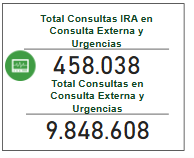 Total Consultas IRA en
Consulta Externa y
Urgencias
458.038
Total Consultas en
Consulta Externa y
Urgencias
9.848.608